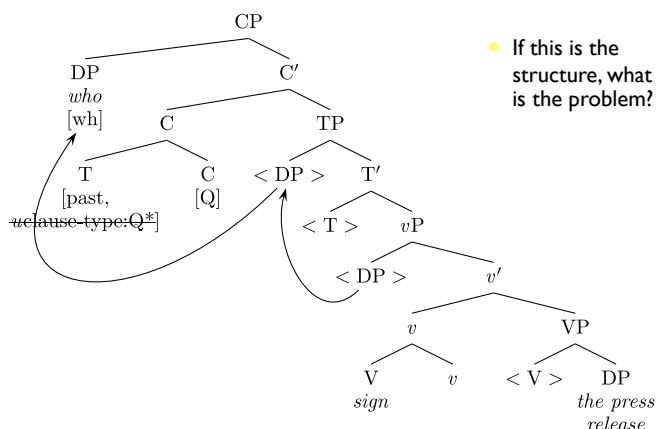 CP
• If this is the
structure, what
is the problem?
DP
who
[wh]
C′
C
TP
T
[past,
uclause-type:Q*]
C
[Q]
< DP >
T′
< T >
vP
< DP >
v′
v
VP
V
sign
v
< V >
DP
the press
release